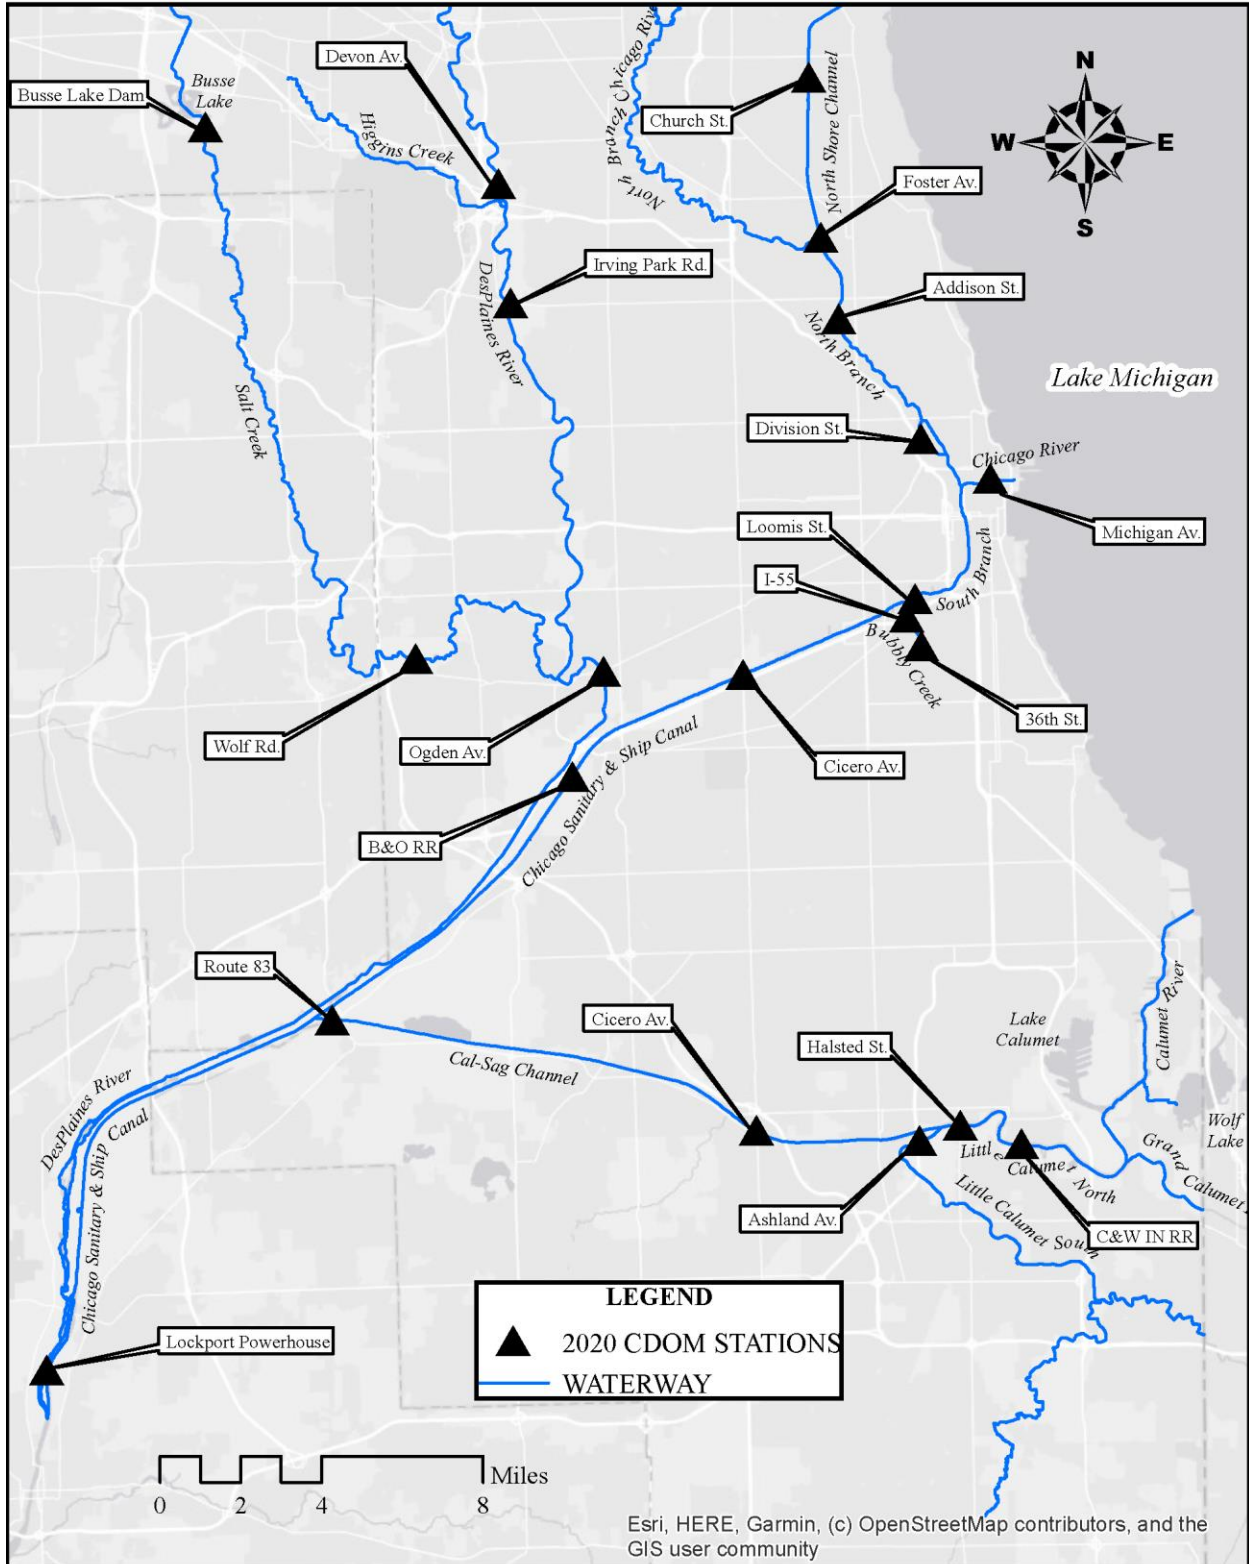 Devon Av.
Busse
Lake
Busse Lake Dam
Higgins Creek
North Branch Chicago River
Church St.
North Shore Channel
N
W
E
S
Foster Av.
Irving Park Rd.
DesPlaines River
Addison St.
North Branch
Lake Michigan
Salt Creek
Division St.
Chicago River
Michigan Av.
Loomis St.
I-55
South Branch
Bubbly Creek
36th St.
Wolf Rd.
Ogden Av.
Cicero Av.
Chicago Sanitary & Ship Canal
B&O RR
Route 83
Cicero Av.
Halsted St.
Lake
Calumet
Calumet River
Cal-Sag Channel
DesPlaines River
Chicago Sanitary & Ship Canal
Wolf
Lake
Grand Calumet
Little Calumet North
Little Calumet South
Ashland Av.
C&W IN RR
Lockport Powerhouse
LEGEND
2020 CDOM STATIONS
WATERWAY
Miles
0 2 4 8
Esri, HERE, Garmin, (c) OpenStreetMap contributors, and the
GIS user community